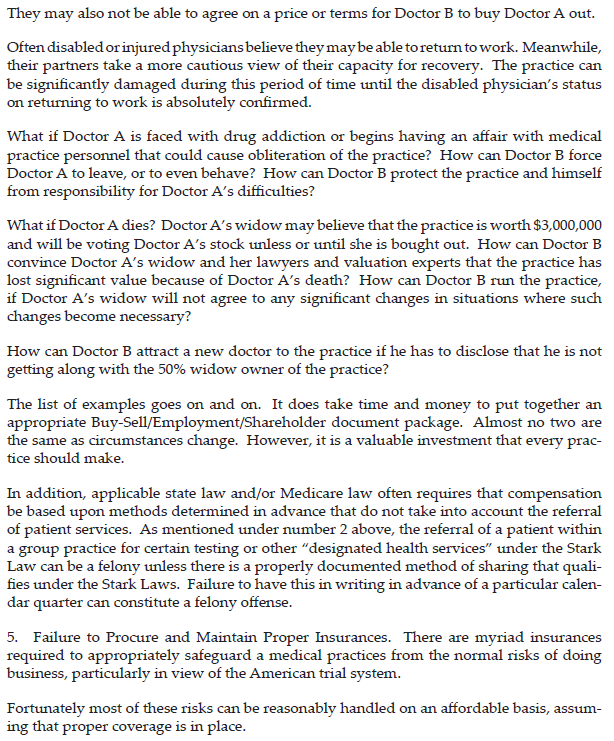 They may also not be able to agree on a price or terms for Doctor B to buy Doctor A out.
Often disabled or injured physicians believe they may be able to return to work. Meanwhile,
their partners take a more cautious view of their capacity for recovery. The practice can
be significantly damaged during this period of time until the disabled physician's status
on returning to work is absolutely confirmed.
What if Doctor A is faced with drug addiction or begins having an affair with medical
practice personnel that could cause obliteration of the practice? How can Doctor B force
Doctor A to leave, or to even behave? How can Doctor B protect the practice and himself
from responsibility for Doctor A's difficulties?
What if Doctor A dies? Doctor A's widow may believe that the practice is worth $3,000,000
and will be voting Doctor A's stock unless or until she is bought out. How can Doctor B
convince Doctor A's widow and her lawyers and valuation experts that the practice has
lost significant value because of Doctor A's death? How can Doctor B run the practice,
if Doctor A's widow will not agree to any significant changes in situations where such
changes become necessary?
How can Doctor B attract a new doctor to the practice if he has to disclose that he is not
getting along with the 50% widow owner of the practice?
The list of examples goes on and on. It does take time and money to put together an
appropriate Buy-Sell/Employment/Shareholder document package. Almost no two are
the same as circumstances change. However, it is a valuable investment that every prac-
tice should make.
In addition, applicable state law and/or Medicare law often requires that compensation
be based upon methods determined in advance that do not take into account the referral
of patient services. As mentioned under number 2 above, the referral of a patient within
a group practice for certain testing or other "designated health services" under the Stark
Law can be a felony unless there is a properly documented method of sharing that quali-
fies under the Stark Laws. Failure to have this in writing in advance of a particular calen-
dar quarter can constitute a felony offense.
5. Failure to Procure and Maintain Proper Insurances. There are myriad insurances
required to appropriately safeguard a medical practices from the normal risks of doing
business, particularly in view of the American trial system.
Fortunately most of these risks can be reasonably handled on an affordable basis, assum-
ing that proper coverage is in place.